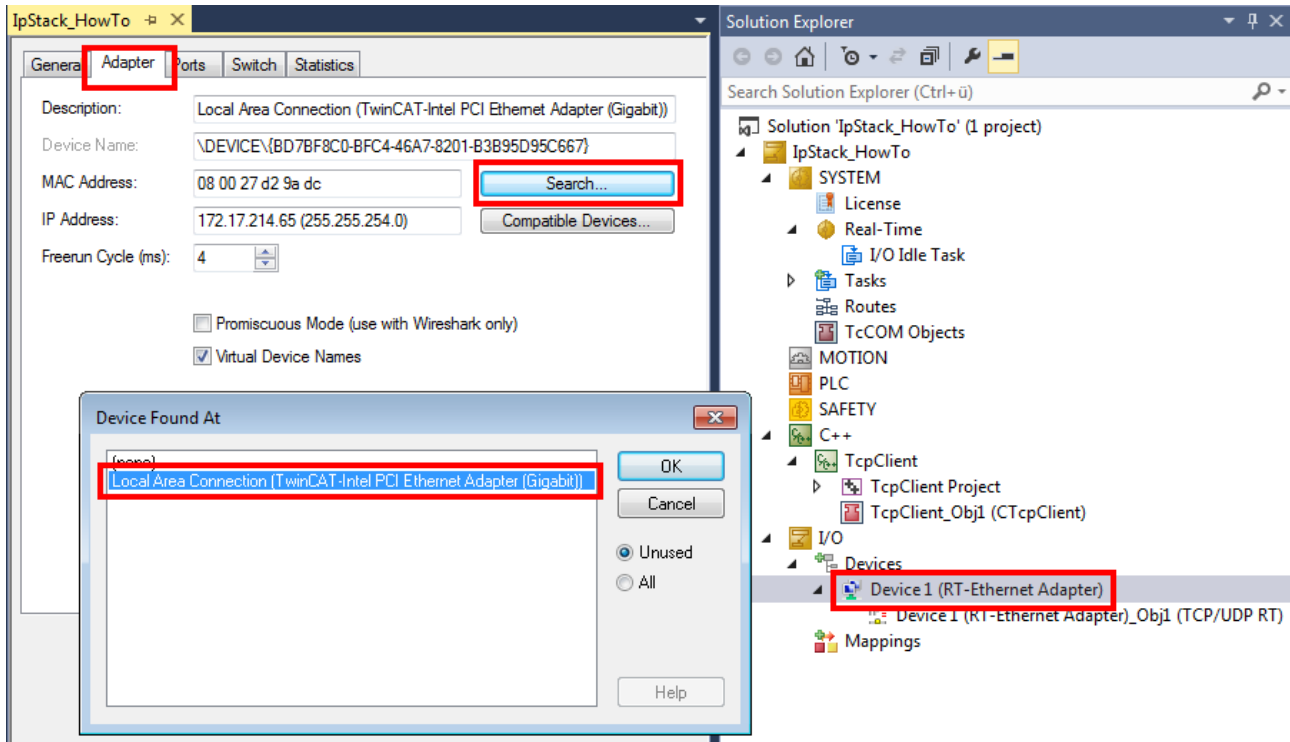 IpStack_HowTo
General Adapter Ports Switch Statistics
Description: Local Area Connection (TwinCAT-Intel PCI Ethernet Adapter (Gigabit))
Device Name: \DEVICE\{BD7BF8C0-BFC4-46A7-8201-B3B95D95C667}
MAC Address: 08 00 27 d2 9a dc Search...
IP Address: 172.17.214.65 (255.255.254.0) Compatible Devices...
Freerun Cycle (ms): 4
Promiscuous Mode (use with Wireshark only)
Virtual Device Names
Device Found At
(none)
Local Area Connection (TwinCAT-Intel PCI Ethernet Adapter (Gigabit))
OK
Cancel
Unused
All
Help
Solution Explorer
Search Solution Explorer (Ctrl+ü)
Solution 'IpStack_HowTo' (1 project)
IpStack_HowTo
SYSTEM
License
Real-Time
I/O Idle Task
Tasks
Routes
TcCOM Objects
MOTION
PLC
SAFETY
C++
TcpClient
TcpClient Project
TcpClient_Obj1 (CTcpClient)
I/O
Devices
Device 1 (RT-Ethernet Adapter)
Device 1 (RT-Ethernet Adapter)_Obj1 (TCP/UDP RT)
Mappings